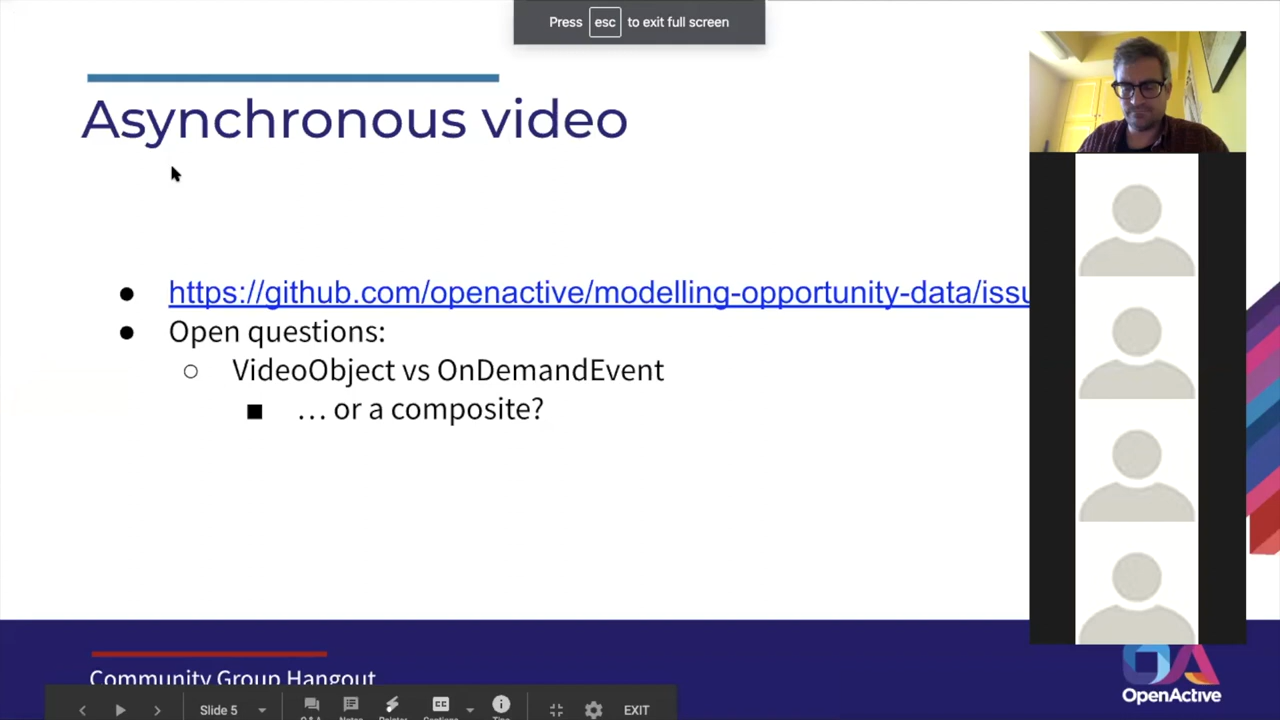 Press esc to exit full screen
Asynchronous video
https://github.com/openactive/modelling-opportunity-data/issu
Open questions:
VideoObject vs OnDemandEvent
… or a composite?
Community Group Hangout
OpenActive
Slide 5
CC
EXIT